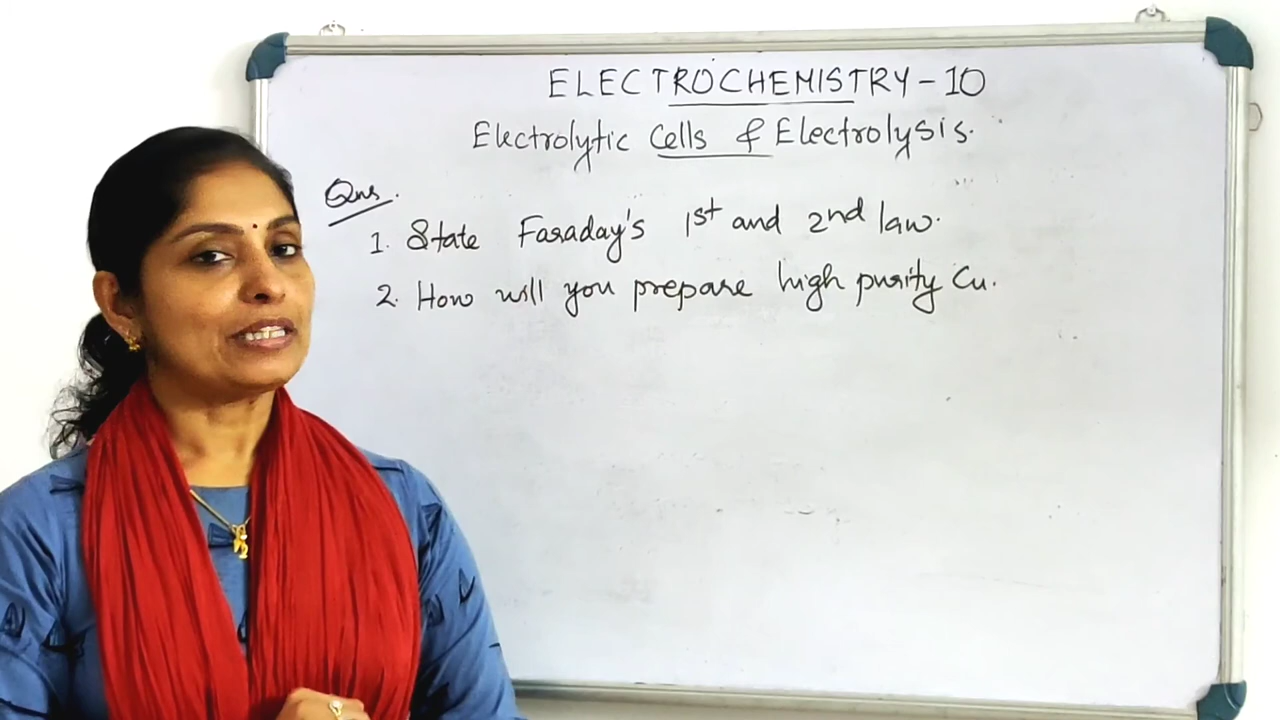 ELECTROCHEMISTRY - 10
Electrolytic Cells & Electrolysis.
Qns.
1. State Faraday's 1st and 2nd law.
2. How will you prepare high purity Cu.